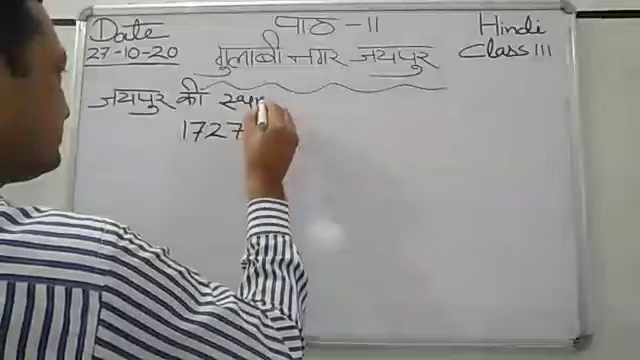 Date
27-10-20
पाठ -11
Hindi
Class III
गुलाबी नगर जयपुर
जयपुर की स्था
1727